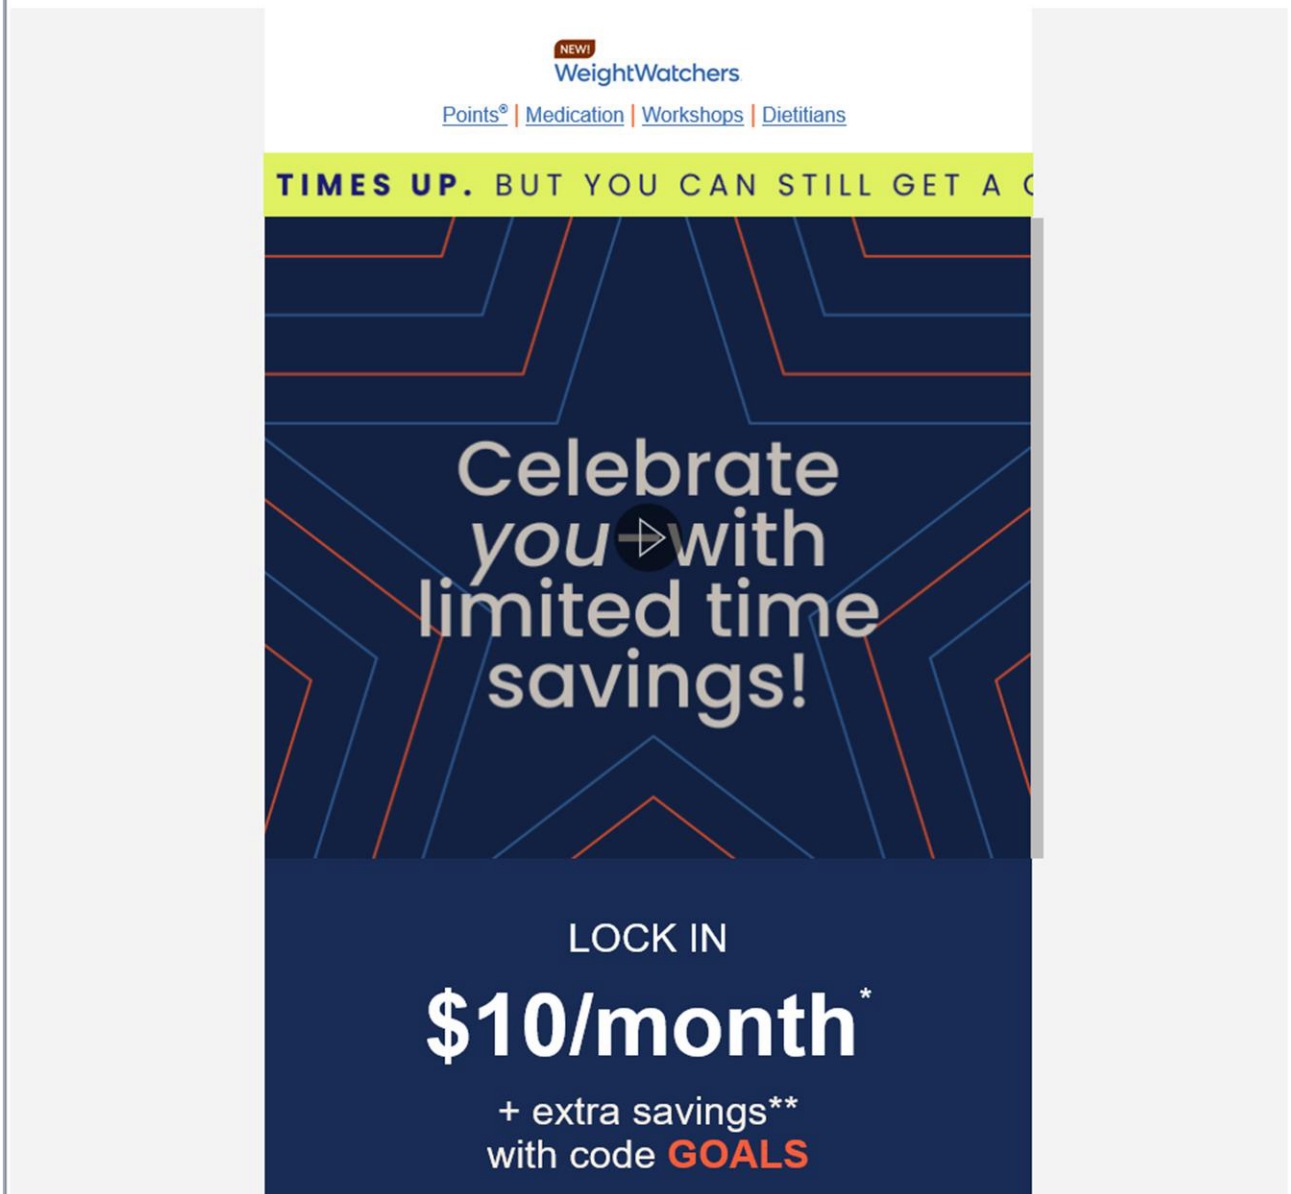 NEW!
WeightWatchers
Points® | Medication | Workshops | Dietitians
TIMES UP. BUT YOU CAN STILL GET A
Celebrate
you – with
limited time
savings!
LOCK IN
$10/month*
+ extra savings**
with code GOALS